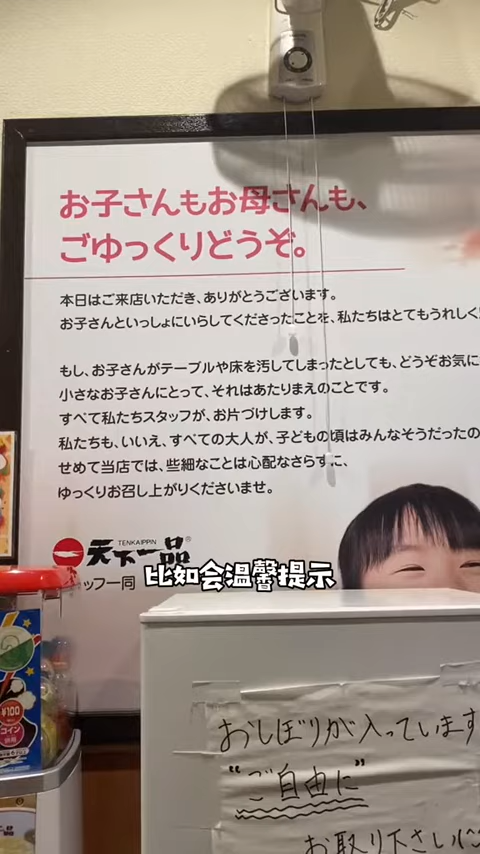 お子さんもお母さんも、
ごゆっくりどうぞ。
本日はご来店いただき、ありがとうございます。
お子さんといっしょにいらしてくださったことを、私たちはとてもうれしく
もし、お子さんがテーブルや床を汚してしまったとしても、どうぞお気に
小さなお子さんにとって、それはあたりまえのことです。
すべて私たちスタッフが、お片づけします。
私たちも、いいえ、すべての大人が、子どもの頃はみんなそうだったの
せめて当店では、些細なことは心配なさらずに、
ゆっくりお召し上がりくださいませ。
TENKAIPPIN
天下一品®
ッフ一同
比如会温馨提示
¥100
コイン
おしぼりが入っています
"ご自由に"
お取り下さい